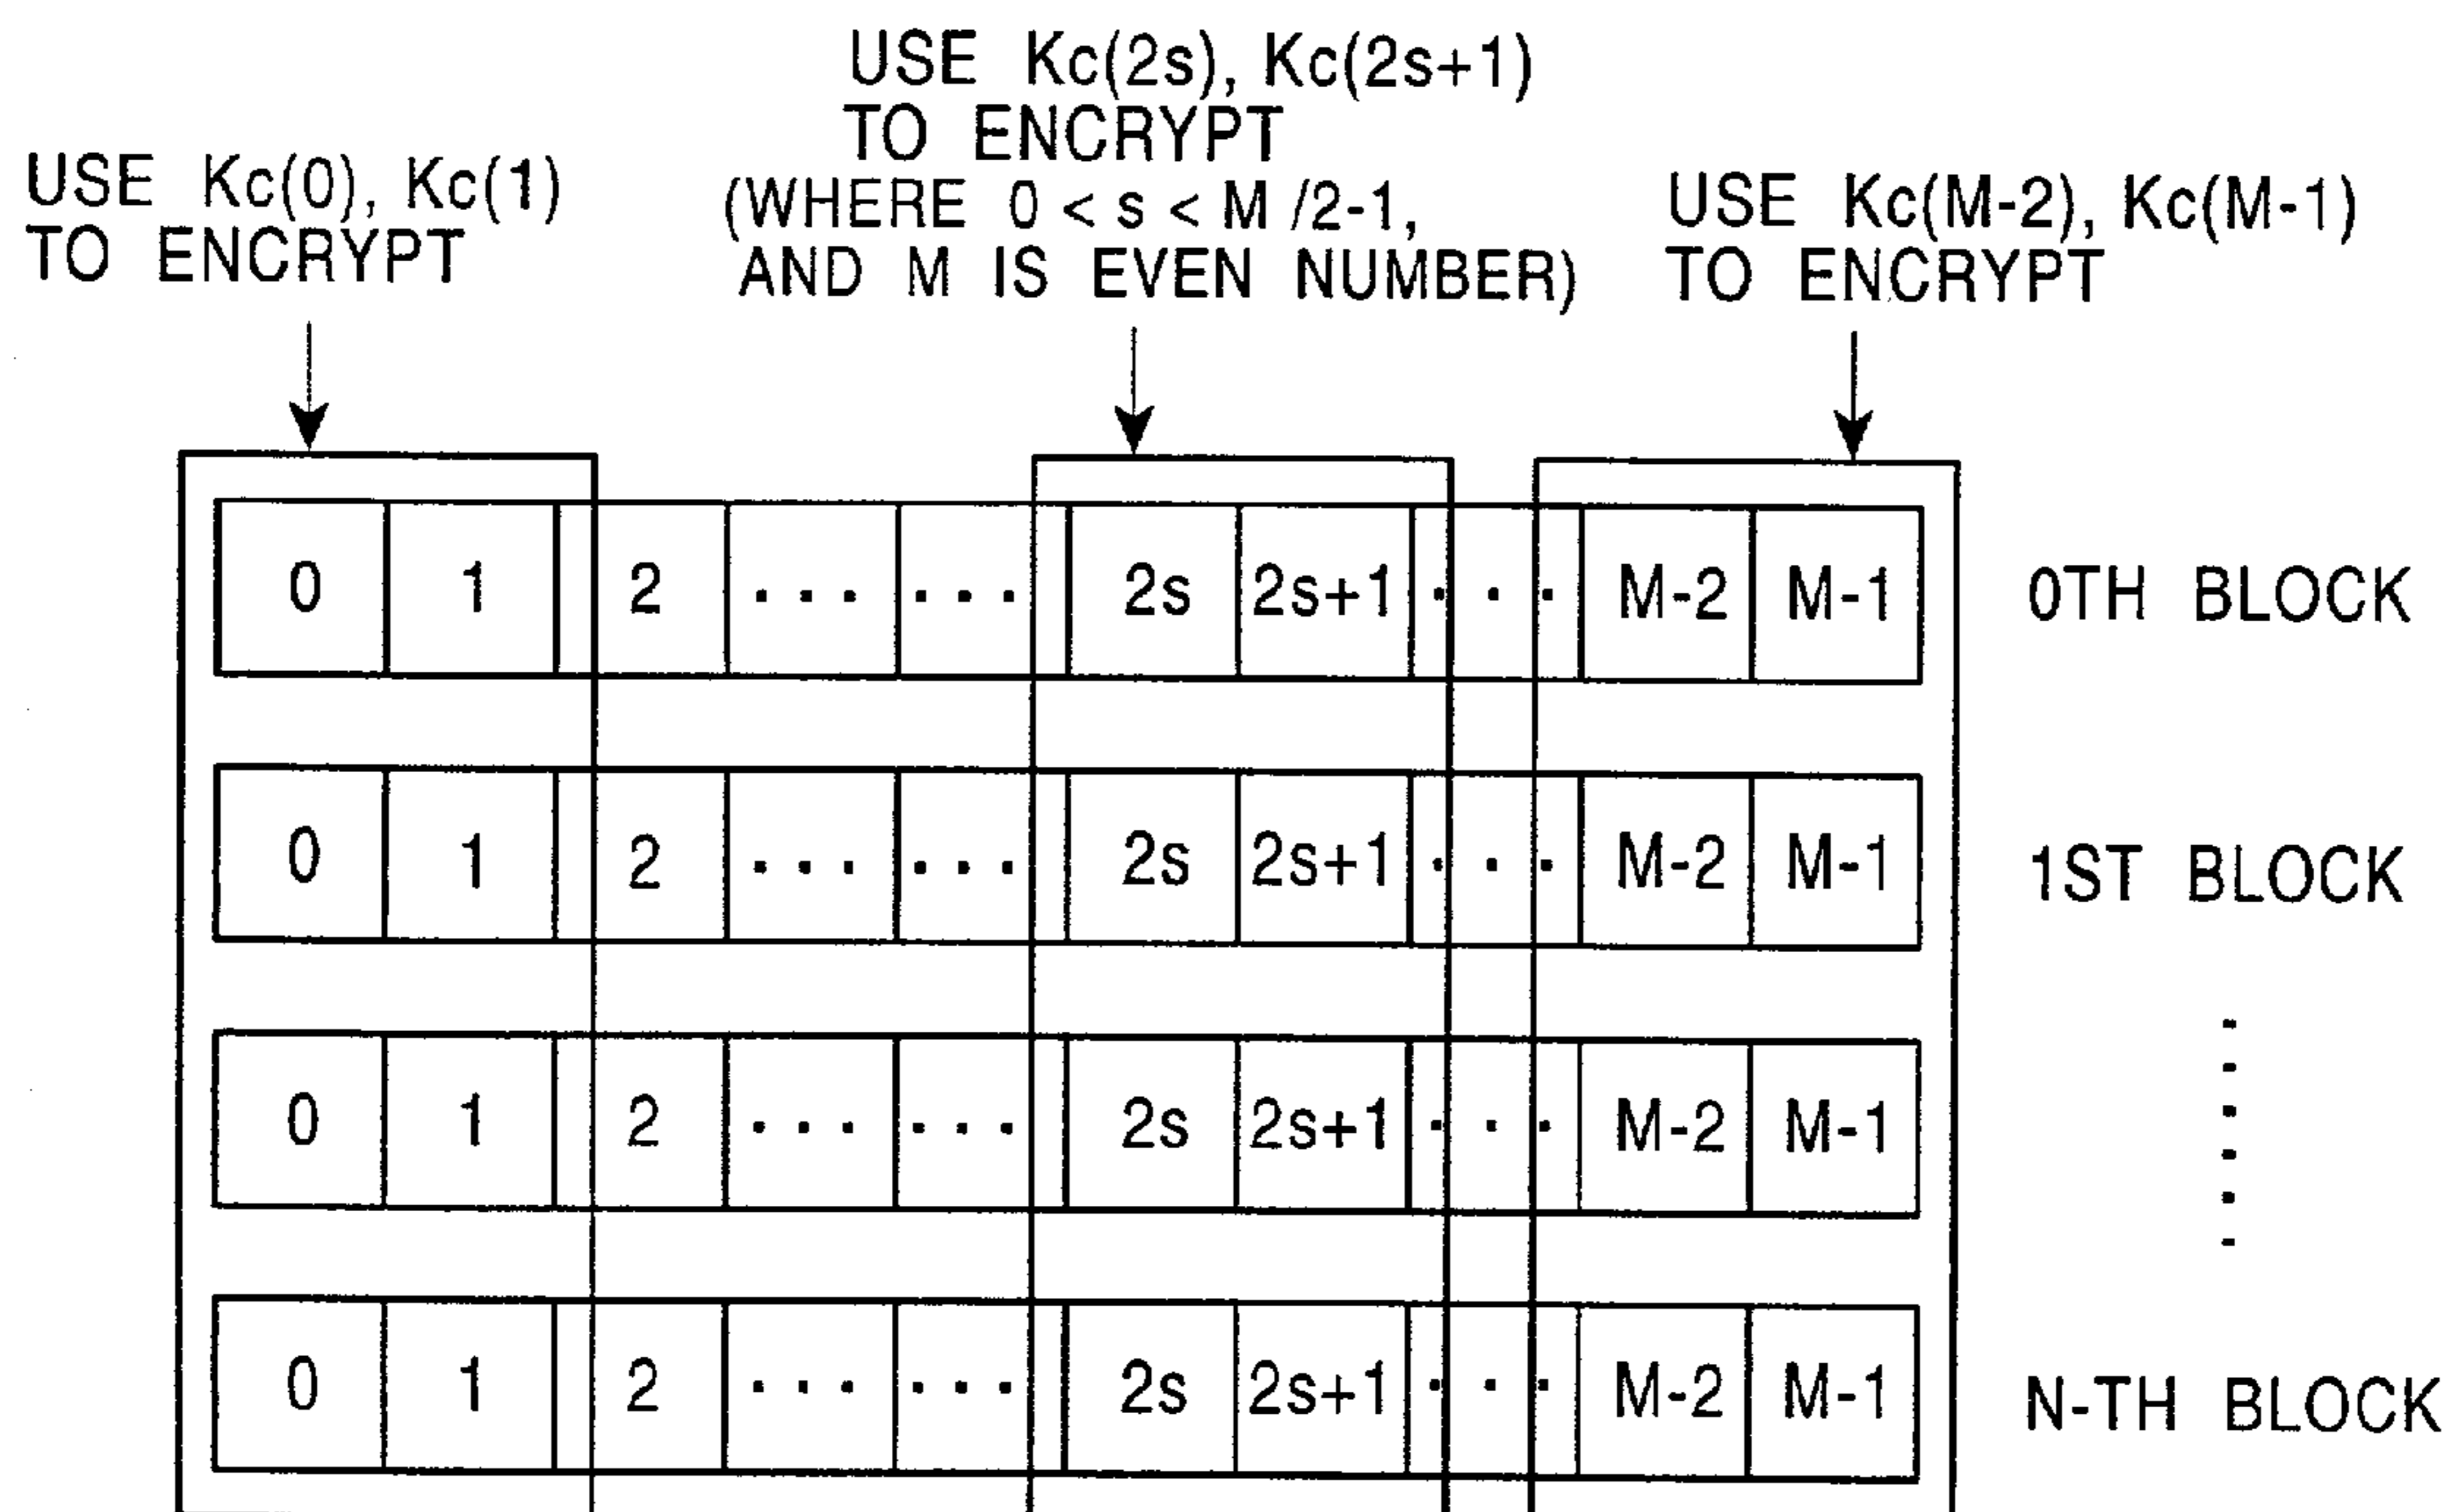 USE Kc(2s), Kc(2s+1)
TO ENCRYPT
(WHERE 0 < s < M /2-1,
AND M IS EVEN NUMBER)
USE Kc(0), Kc(1)
TO ENCRYPT
USE Kc(M-2), Kc(M-1)
TO ENCRYPT
0 1 2 ... ... 2s 2s+1 ... M-2 M-1 0TH BLOCK
0 1 2 ... ... 2s 2s+1 ... M-2 M-1 1ST BLOCK
0 1 2 ... ... 2s 2s+1 ... M-2 M-1
0 1 2 ... ... 2s 2s+1 ... M-2 M-1 N-TH BLOCK